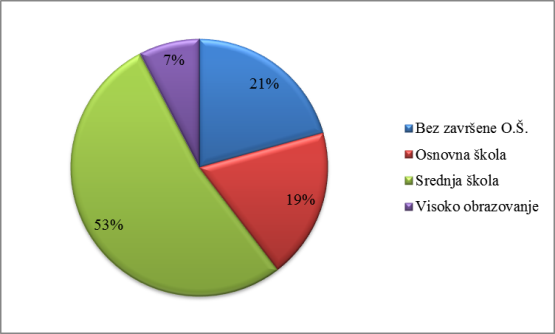 7%
21%
19%
53%
Bez završene O.Š.
Osnovna škola
Srednja škola
Visoko obrazovanje